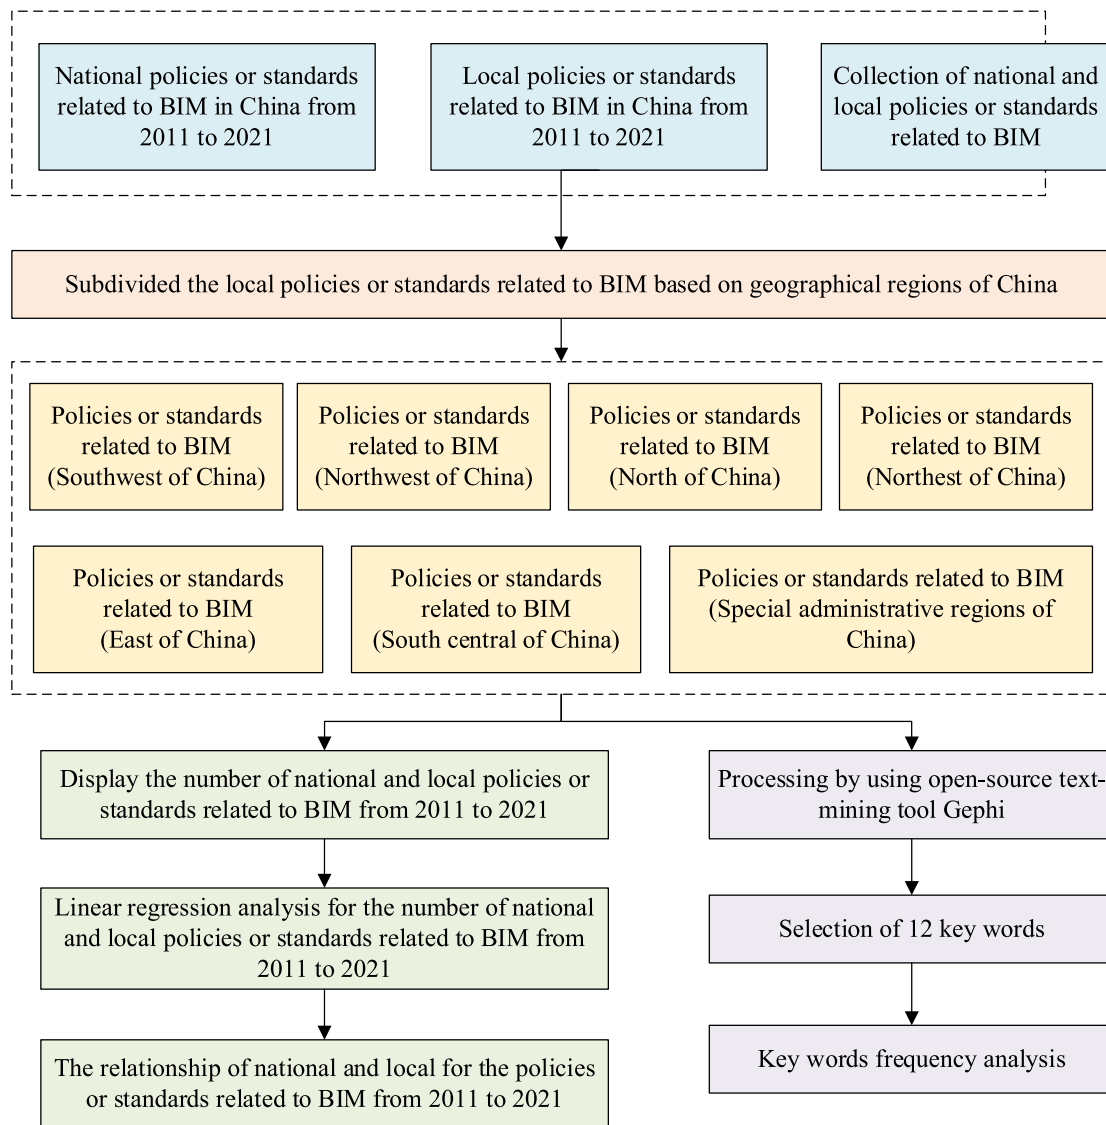 National policies or standards
related to BIM in China from
2011 to 2021
Local policies or standards
related to BIM in China from
2011 to 2021
Collection of national and
local policies or standards
related to BIM
Subdivided the local policies or standards related to BIM based on geographical regions of China
Policies or standards
related to BIM
(Southwest of China)
Policies or standards
related to BIM
(Northwest of China)
Policies or standards
related to BIM
(North of China)
Policies or standards
related to BIM
(Northest of China)
Policies or standards
related to BIM
(East of China)
Policies or standards
related to BIM
(South central of China)
Policies or standards related to BIM
(Special administrative regions of
China)
Display the number of national and local policies or
standards related to BIM from 2011 to 2021
Linear regression analysis for the number of national
and local policies or standards related to BIM from
2011 to 2021
The relationship of national and local for the policies
or standards related to BIM from 2011 to 2021
Processing by using open-source text-
mining tool Gephi
Selection of 12 key words
Key words frequency analysis